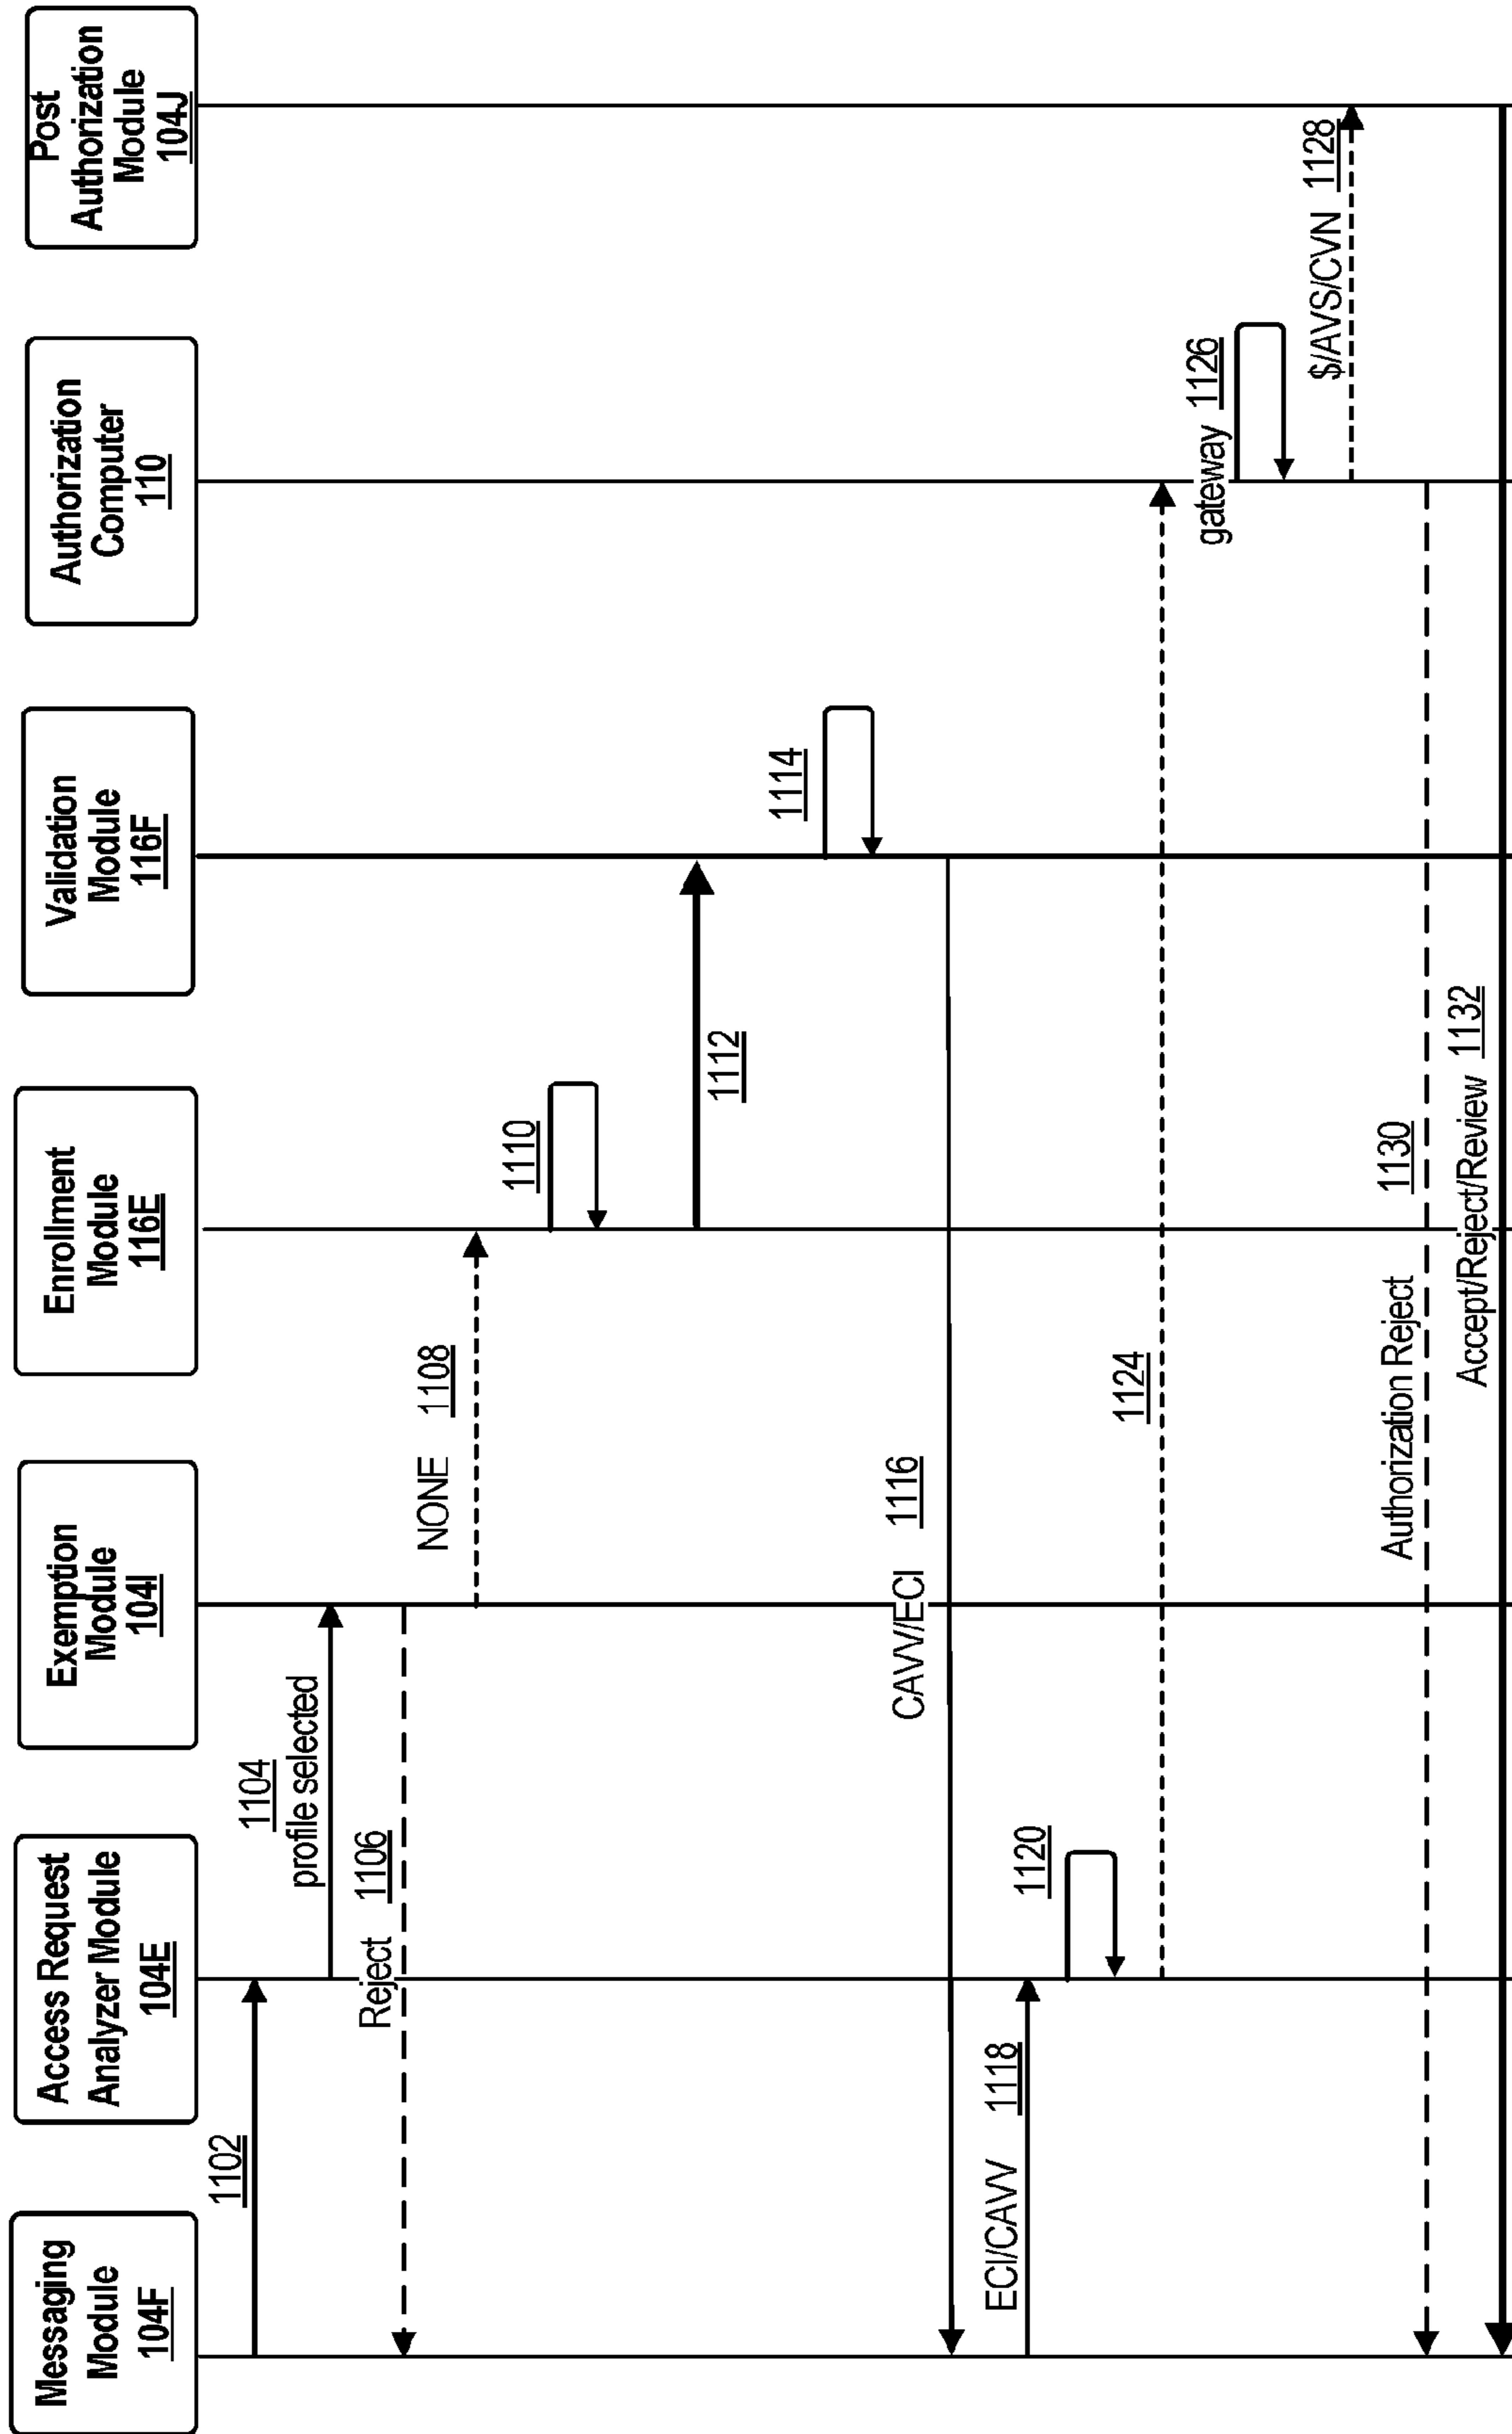 Messaging
Module
104F
Access Request
Analyzer Module
104E
Exemption
Module
104I
Enrollment
Module
116E
Validation
Module
116F
Authorization
Computer
110
Post
Authorization
Module
104J
1102
1104
profile selected
Reject 1106
NONE 1108
1110
1112
1114
CAVV/ECI 1116
ECI/CAVV 1118
1120
1124
gateway 1126
$/AVS/CVN 1128
Authorization Reject 1130
Accept/Reject/Review 1132